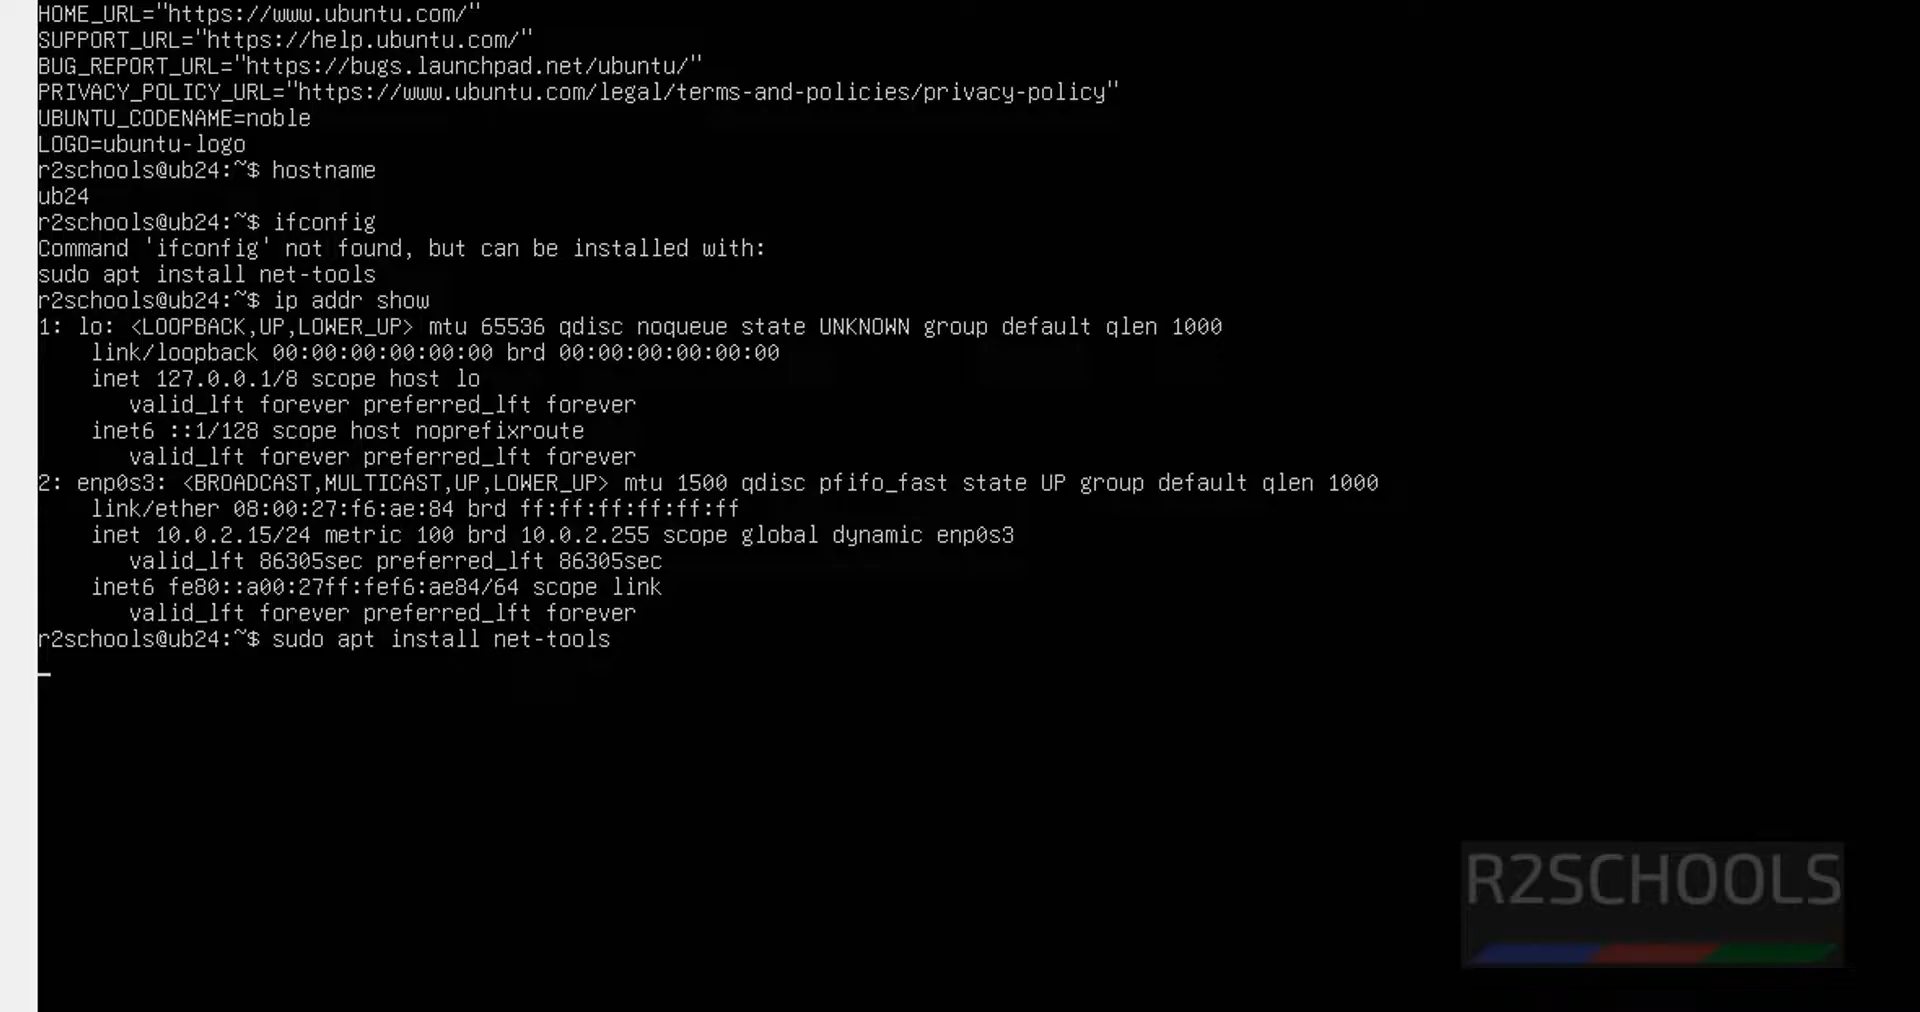 HOME_URL="https://www.ubuntu.com/"
SUPPORT_URL="https://help.ubuntu.com/"
BUG_REPORT_URL="https://bugs.launchpad.net/ubuntu/"
PRIVACY_POLICY_URL="https://www.ubuntu.com/legal/terms-and-policies/privacy-policy"
UBUNTU_CODENAME=noble
LOGO=ubuntu-logo
r2schools@ub24:~$ hostname
ub24
r2schools@ub24:~$ ifconfig
Command 'ifconfig' not found, but can be installed with:
sudo apt install net-tools
r2schools@ub24:~$ ip addr show
1: lo: <LOOPBACK,UP,LOWER_UP> mtu 65536 qdisc noqueue state UNKNOWN group default qlen 1000
    link/loopback 00:00:00:00:00:00 brd 00:00:00:00:00:00
    inet 127.0.0.1/8 scope host lo
       valid_lft forever preferred_lft forever
    inet6 ::1/128 scope host noprefixroute
       valid_lft forever preferred_lft forever
2: enp0s3: <BROADCAST,MULTICAST,UP,LOWER_UP> mtu 1500 qdisc pfifo_fast state UP group default qlen 1000
    link/ether 08:00:27:f6:ae:84 brd ff:ff:ff:ff:ff:ff
    inet 10.0.2.15/24 metric 100 brd 10.0.2.255 scope global dynamic enp0s3
       valid_lft 86305sec preferred_lft 86305sec
    inet6 fe80::a00:27ff:fef6:ae84/64 scope link
       valid_lft forever preferred_lft forever
r2schools@ub24:~$ sudo apt install net-tools
R2SCHOOLS